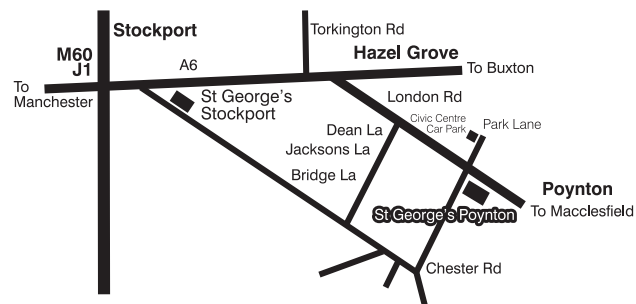 Stockport
Torkington Rd
M60
J1
A6
Hazel Grove
To Buxton
To
Manchester
St George's
Stockport
London Rd
Civic Centre
Car Park
Park Lane
Dean La
Jacksons La
Bridge La
Poynton
St George's Poynton
To Macclesfield
Chester Rd